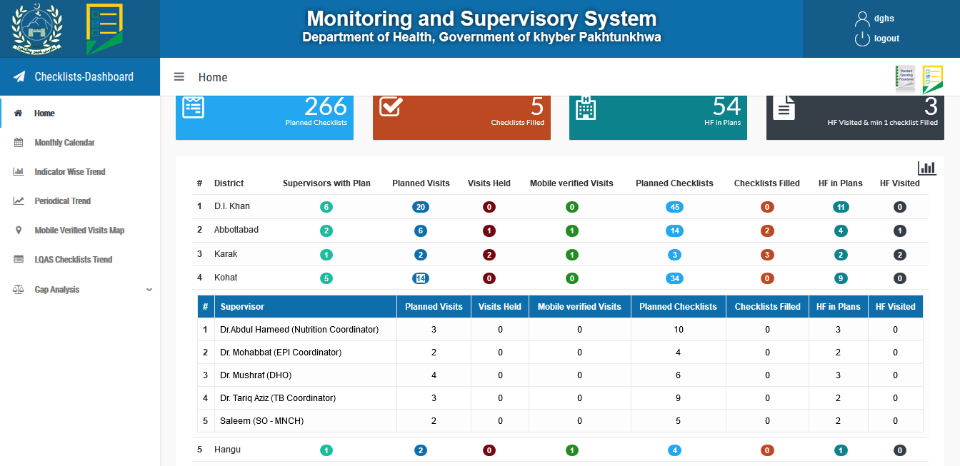 Monitoring and Supervisory System
Department of Health, Government of khyber Pakhtunkhwa
dghs
logout
Checklists-Dashboard
Home
Home
Monthly Calendar
Indicator Wise Trend
Periodical Trend
Mobile Verified Visits Map
LQAS Checklists Trend
Gap Analysis
266
Planned Checklists
5
Checklists Filled
54
HF in Plans
3
HF Visited & min 1 checklist Filled
# District Supervisors with Plan Planned Visits Visits Held Mobile verified Visits Planned Checklists Checklists Filled HF in Plans HF Visited
1 D.I. Khan 6 20 0 0 45 0 11 0
2 Abbottabad 2 6 1 1 14 2 4 1
3 Karak 1 2 2 1 3 3 2 2
4 Kohat 5 14 0 0 34 0 9 0
# Supervisor Planned Visits Visits Held Mobile verified Visits Planned Checklists Checklists Filled HF in Plans HF Visited
1 Dr.Abdul Hameed (Nutrition Coordinator) 3 0 0 10 0 3 0
2 Dr. Mohabbat (EPI Coordinator) 2 0 0 4 0 2 0
3 Dr. Mushraf (DHO) 4 0 0 6 0 3 0
4 Dr. Tariq Aziz (TB Coordinator) 3 0 0 9 0 2 0
5 Saleem (SO - MNCH) 2 0 0 5 0 2 0
5 Hangu 1 2 0 1 4 0 1 0